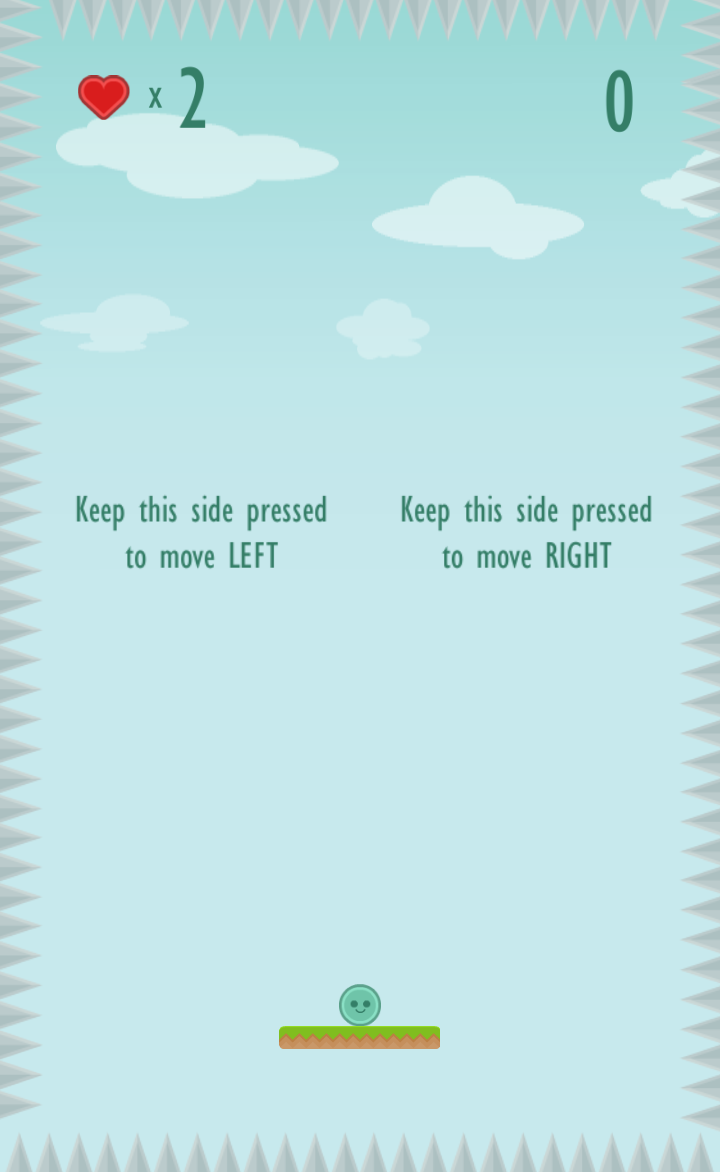 x 2
0
Keep this side pressed
to move LEFT
Keep this side pressed
to move RIGHT